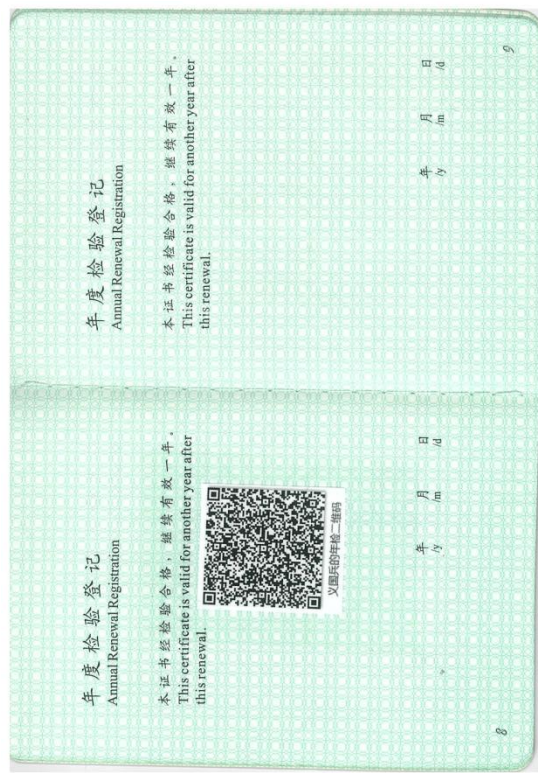 年度检验登记
Annual Renewal Registration
本证书经检验合格，继续有效一年。
This certificate is valid for another year after
this renewal.
义国兵的年检二维码
年 月 日
/y /m /d
8
年度检验登记
Annual Renewal Registration
本证书经检验合格，继续有效一年。
This certificate is valid for another year after
this renewal.
年 月 日
/y /m /d
9